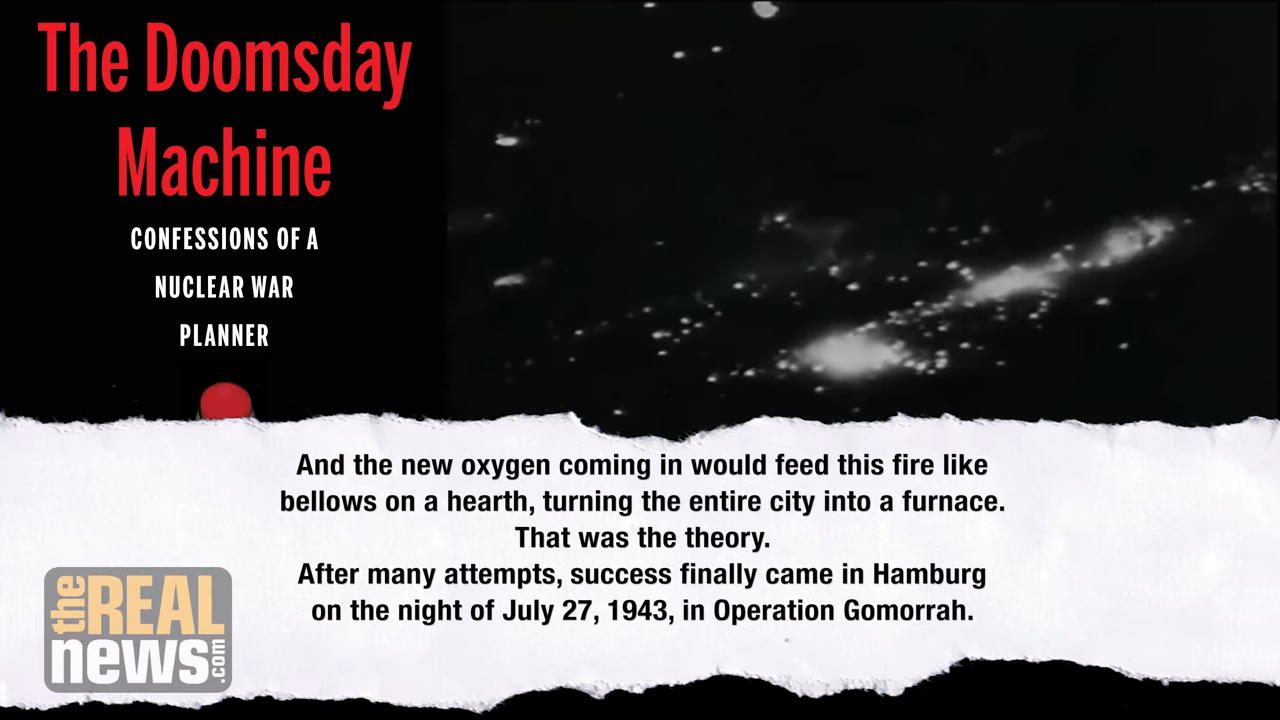 The Doomsday
Machine
CONFESSIONS OF A
NUCLEAR WAR
PLANNER
And the new oxygen coming in would feed this fire like
bellows on a hearth, turning the entire city into a furnace.
That was the theory.
After many attempts, success finally came in Hamburg
on the night of July 27, 1943, in Operation Gomorrah.
the REAL
news.com